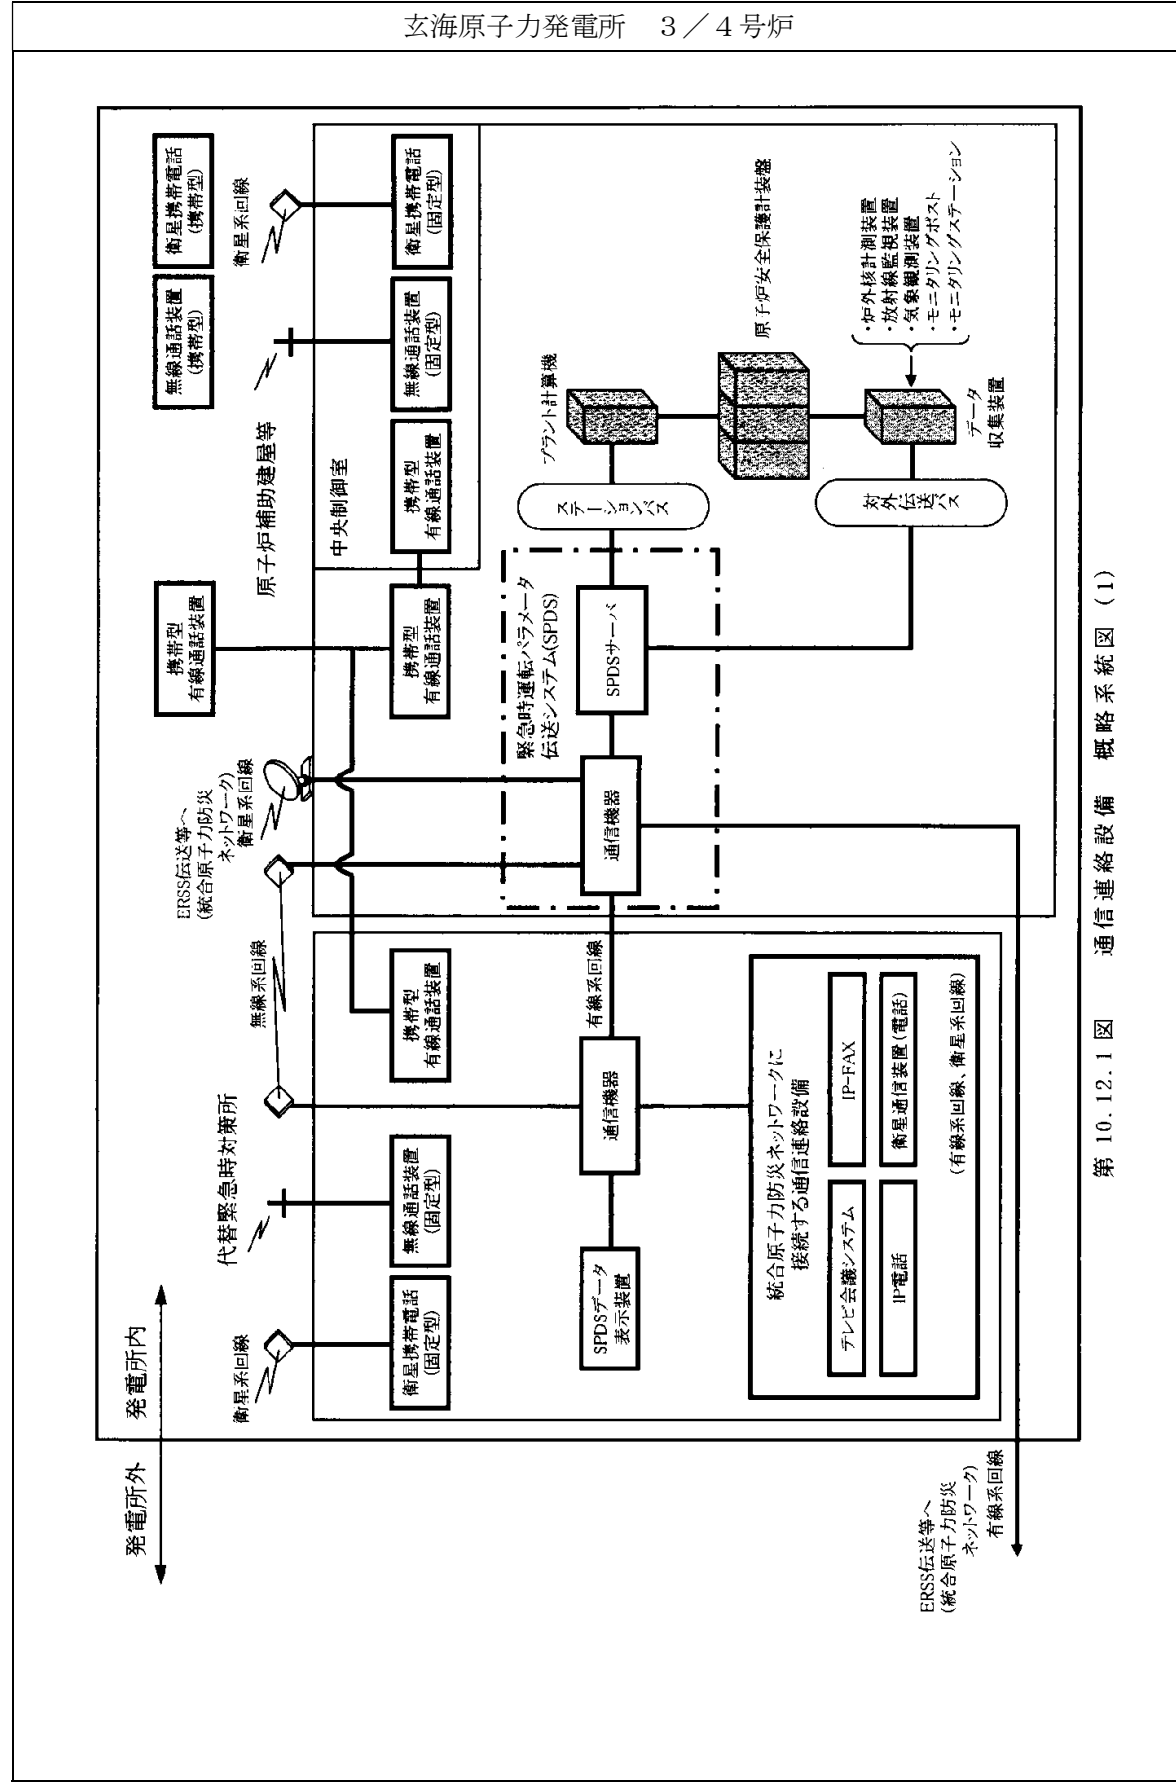 玄海原子力発電所　３／４号炉
発電所外
発電所内
衛星携帯電話
(携帯型)
無線通話装置
(携帯型)
携帯型
有線通話装置
衛星系回線
代替緊急時対策所
無線系回線
ERSS伝送等へ
(統合原子力防災
ネットワーク)
衛星系回線
原子炉補助建屋等
衛星系回線
中央制御室
衛星携帯電話
(固定型)
無線通話装置
(固定型)
携帯型
有線通話装置
携帯型
有線通話装置
携帯型
有線通話装置
無線通話装置
(固定型)
衛星携帯電話
(固定型)
緊急時運転パラメータ
伝送システム(SPDS)
SPDSデータ
表示装置
通信機器
有線系回線
通信機器
SPDSサーバ
ステーションバス
プラント計算機
原子炉安全保護計装盤
統合原子力防災ネットワークに
接続する通信連絡設備
テレビ会議システム
IP-FAX
IP電話
衛星通信装置(電話)
(有線系回線、衛星系回線)
対外伝送バス
・炉外核計測装置
・放射線監視装置
・気象観測装置
・モニタリングポスト
・モニタリングステーション
データ
収集装置
ERSS伝送等へ
(統合原子力防災
ネットワーク)
有線系回線
第 10.12.1 図　通信連絡設備　概略系統図 (1)